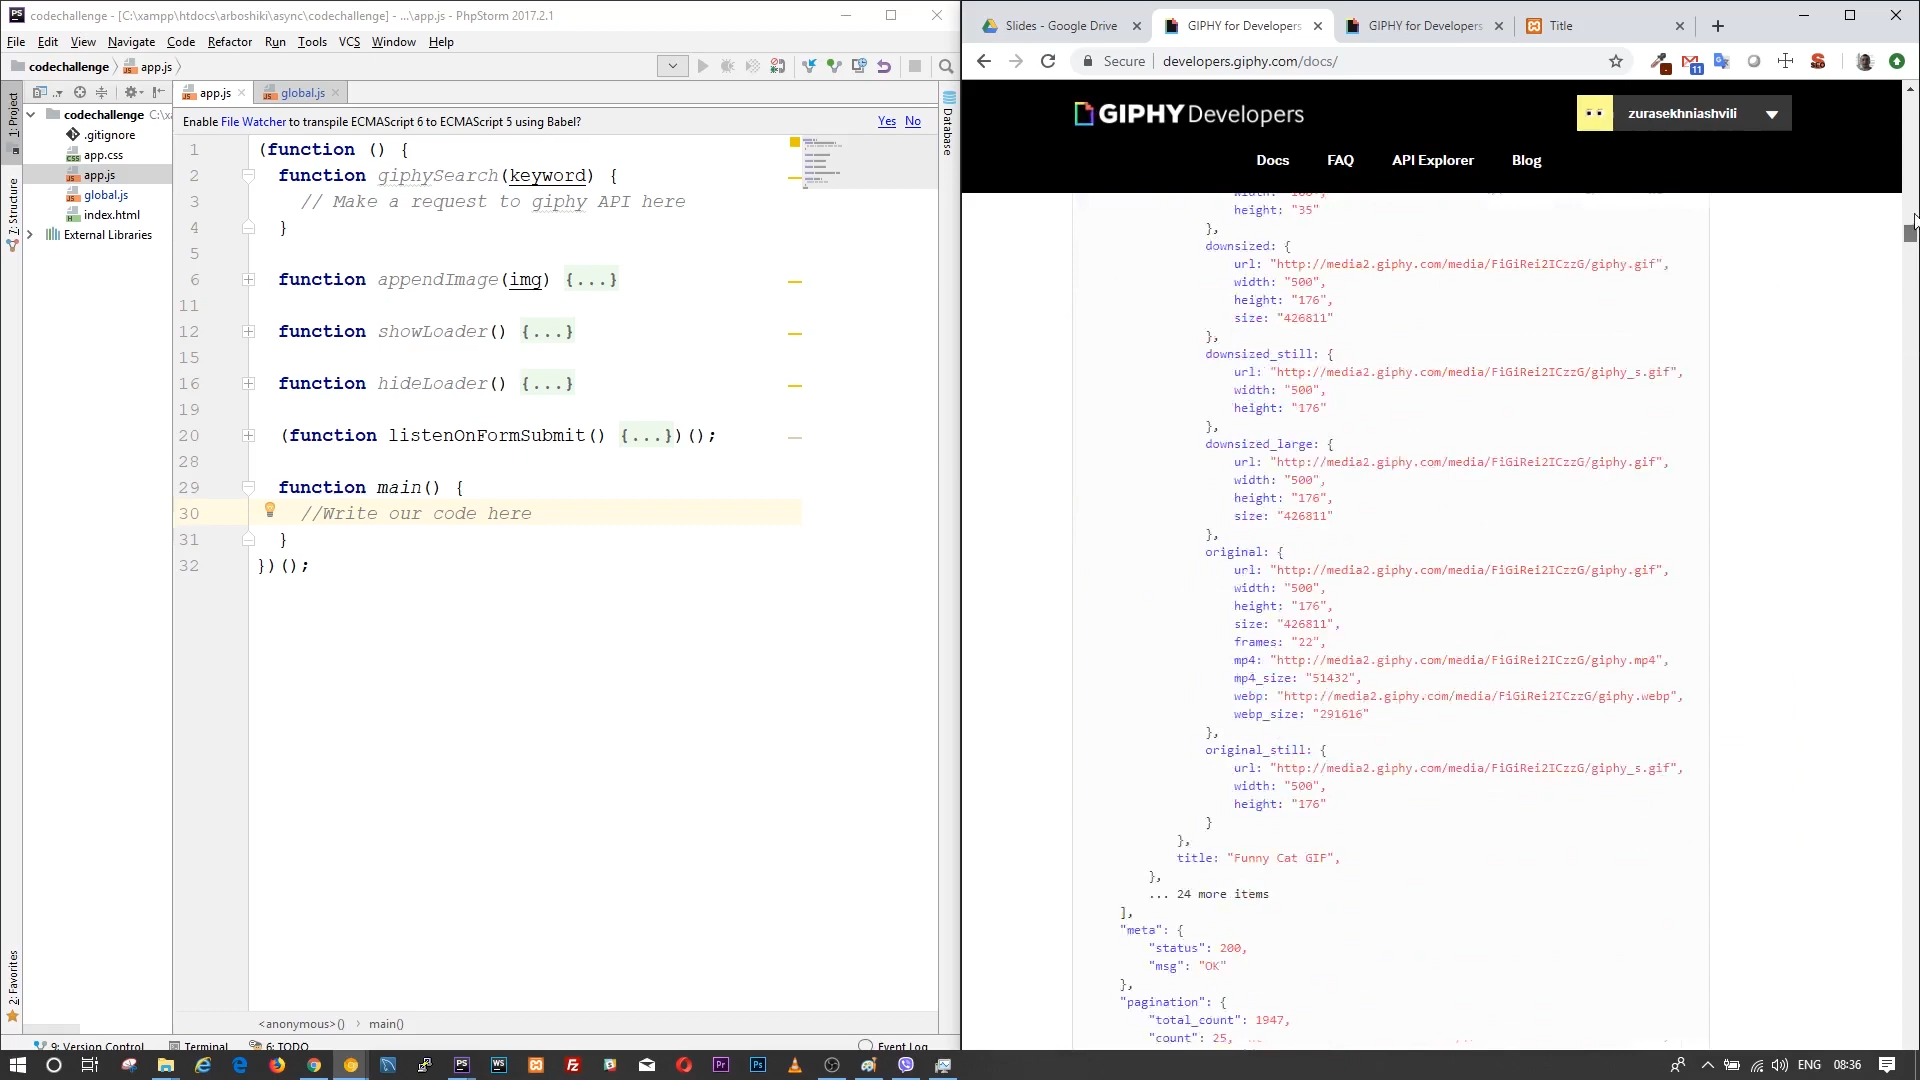 codechallenge - [C:\xampp\htdocs\arboshiki\async\codechallenge] - ...\app.js - PhpStorm 2017.2.1
File Edit View Navigate Code Refactor Run Tools VCS Window Help
codechallenge app.js
app.js
global.js
1: Project
7: Structure
2: Favorites
Database
codechallenge C:\x
.gitignore
app.css
app.js
global.js
index.html
External Libraries
Enable File Watcher to transpile ECMAScript 6 to ECMAScript 5 using Babel?
Yes No
1 (function () {
2 function giphySearch(keyword) {
3 // Make a request to giphy API here
4 }
5
6 function appendImage(img) {...}
11
12 function showLoader() {...}
15
16 function hideLoader() {...}
19
20 (function listenOnFormSubmit() {...})();
28
29 function main() {
30 //Write our code here
31 }
32 })();
<anonymous>() › main()
9: Version Control Terminal 6: TODO Event Log
Slides - Google Drive
GIPHY for Developers
GIPHY for Developers
Title
Secure developers.giphy.com/docs/
11
GIPHY Developers
zurasekhniashvili
Docs FAQ API Explorer Blog
height: "35"
},
downsized: {
url: "http://media2.giphy.com/media/FiGiRei2ICzzG/giphy.gif",
width: "500",
height: "176",
size: "426811"
},
downsized_still: {
url: "http://media2.giphy.com/media/FiGiRei2ICzzG/giphy_s.gif",
width: "500",
height: "176"
},
downsized_large: {
url: "http://media2.giphy.com/media/FiGiRei2ICzzG/giphy.gif",
width: "500",
height: "176",
size: "426811"
},
original: {
url: "http://media2.giphy.com/media/FiGiRei2ICzzG/giphy.gif",
width: "500",
height: "176",
size: "426811",
frames: "22",
mp4: "http://media2.giphy.com/media/FiGiRei2ICzzG/giphy.mp4",
mp4_size: "51432",
webp: "http://media2.giphy.com/media/FiGiRei2ICzzG/giphy.webp",
webp_size: "291616"
},
original_still: {
url: "http://media2.giphy.com/media/FiGiRei2ICzzG/giphy_s.gif",
width: "500",
height: "176"
}
},
title: "Funny Cat GIF",
},
... 24 more items
],
"meta": {
"status": 200,
"msg": "OK"
},
"pagination": {
"total_count": 1947,
"count": 25,
ENG 08:36